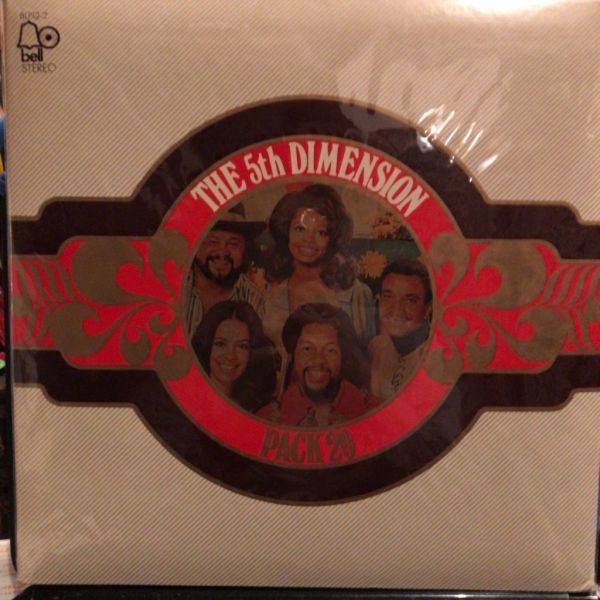 bell
STEREO
THE 5th DIMENSION
PACK 20